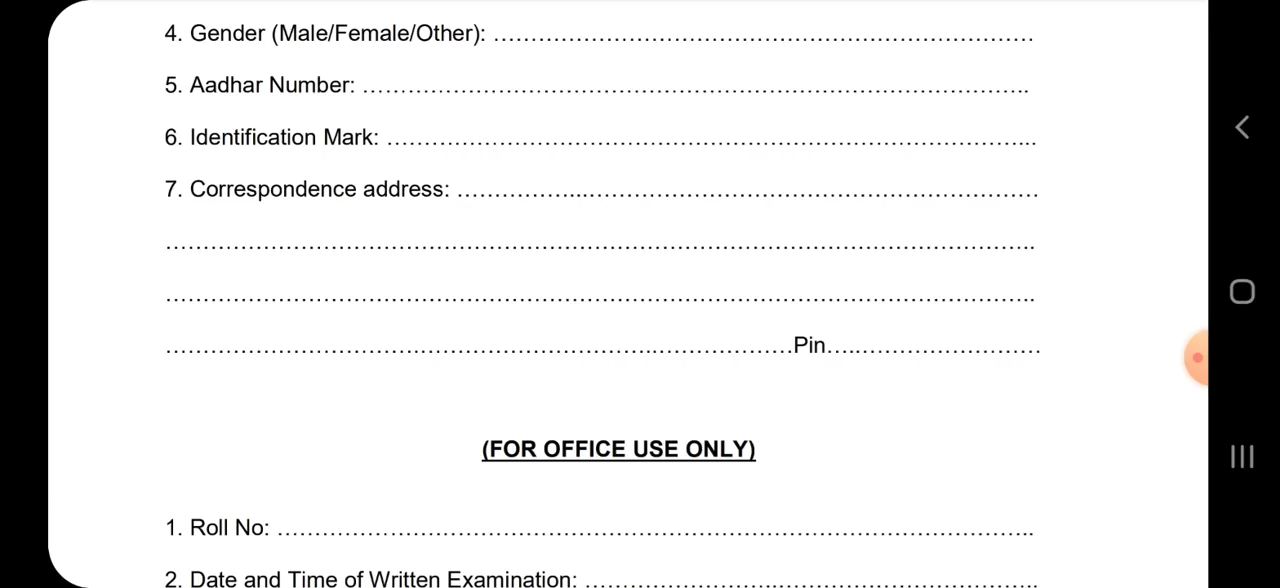 4. Gender (Male/Female/Other): ……………………………………………………………
5. Aadhar Number: …………………………………………………………………………..
6. Identification Mark: ………………………………………………………………………...
7. Correspondence address: ……………...……………………………………………………
……………………………………………………………………………………………………..
……………………………………………………………………………………………………..
…………………………………………………………..………………Pin…..……………………
(FOR OFFICE USE ONLY)
1. Roll No: ……………………………………………………………………………………..
2. Date and Time of Written Examination: …………………….……………………………..